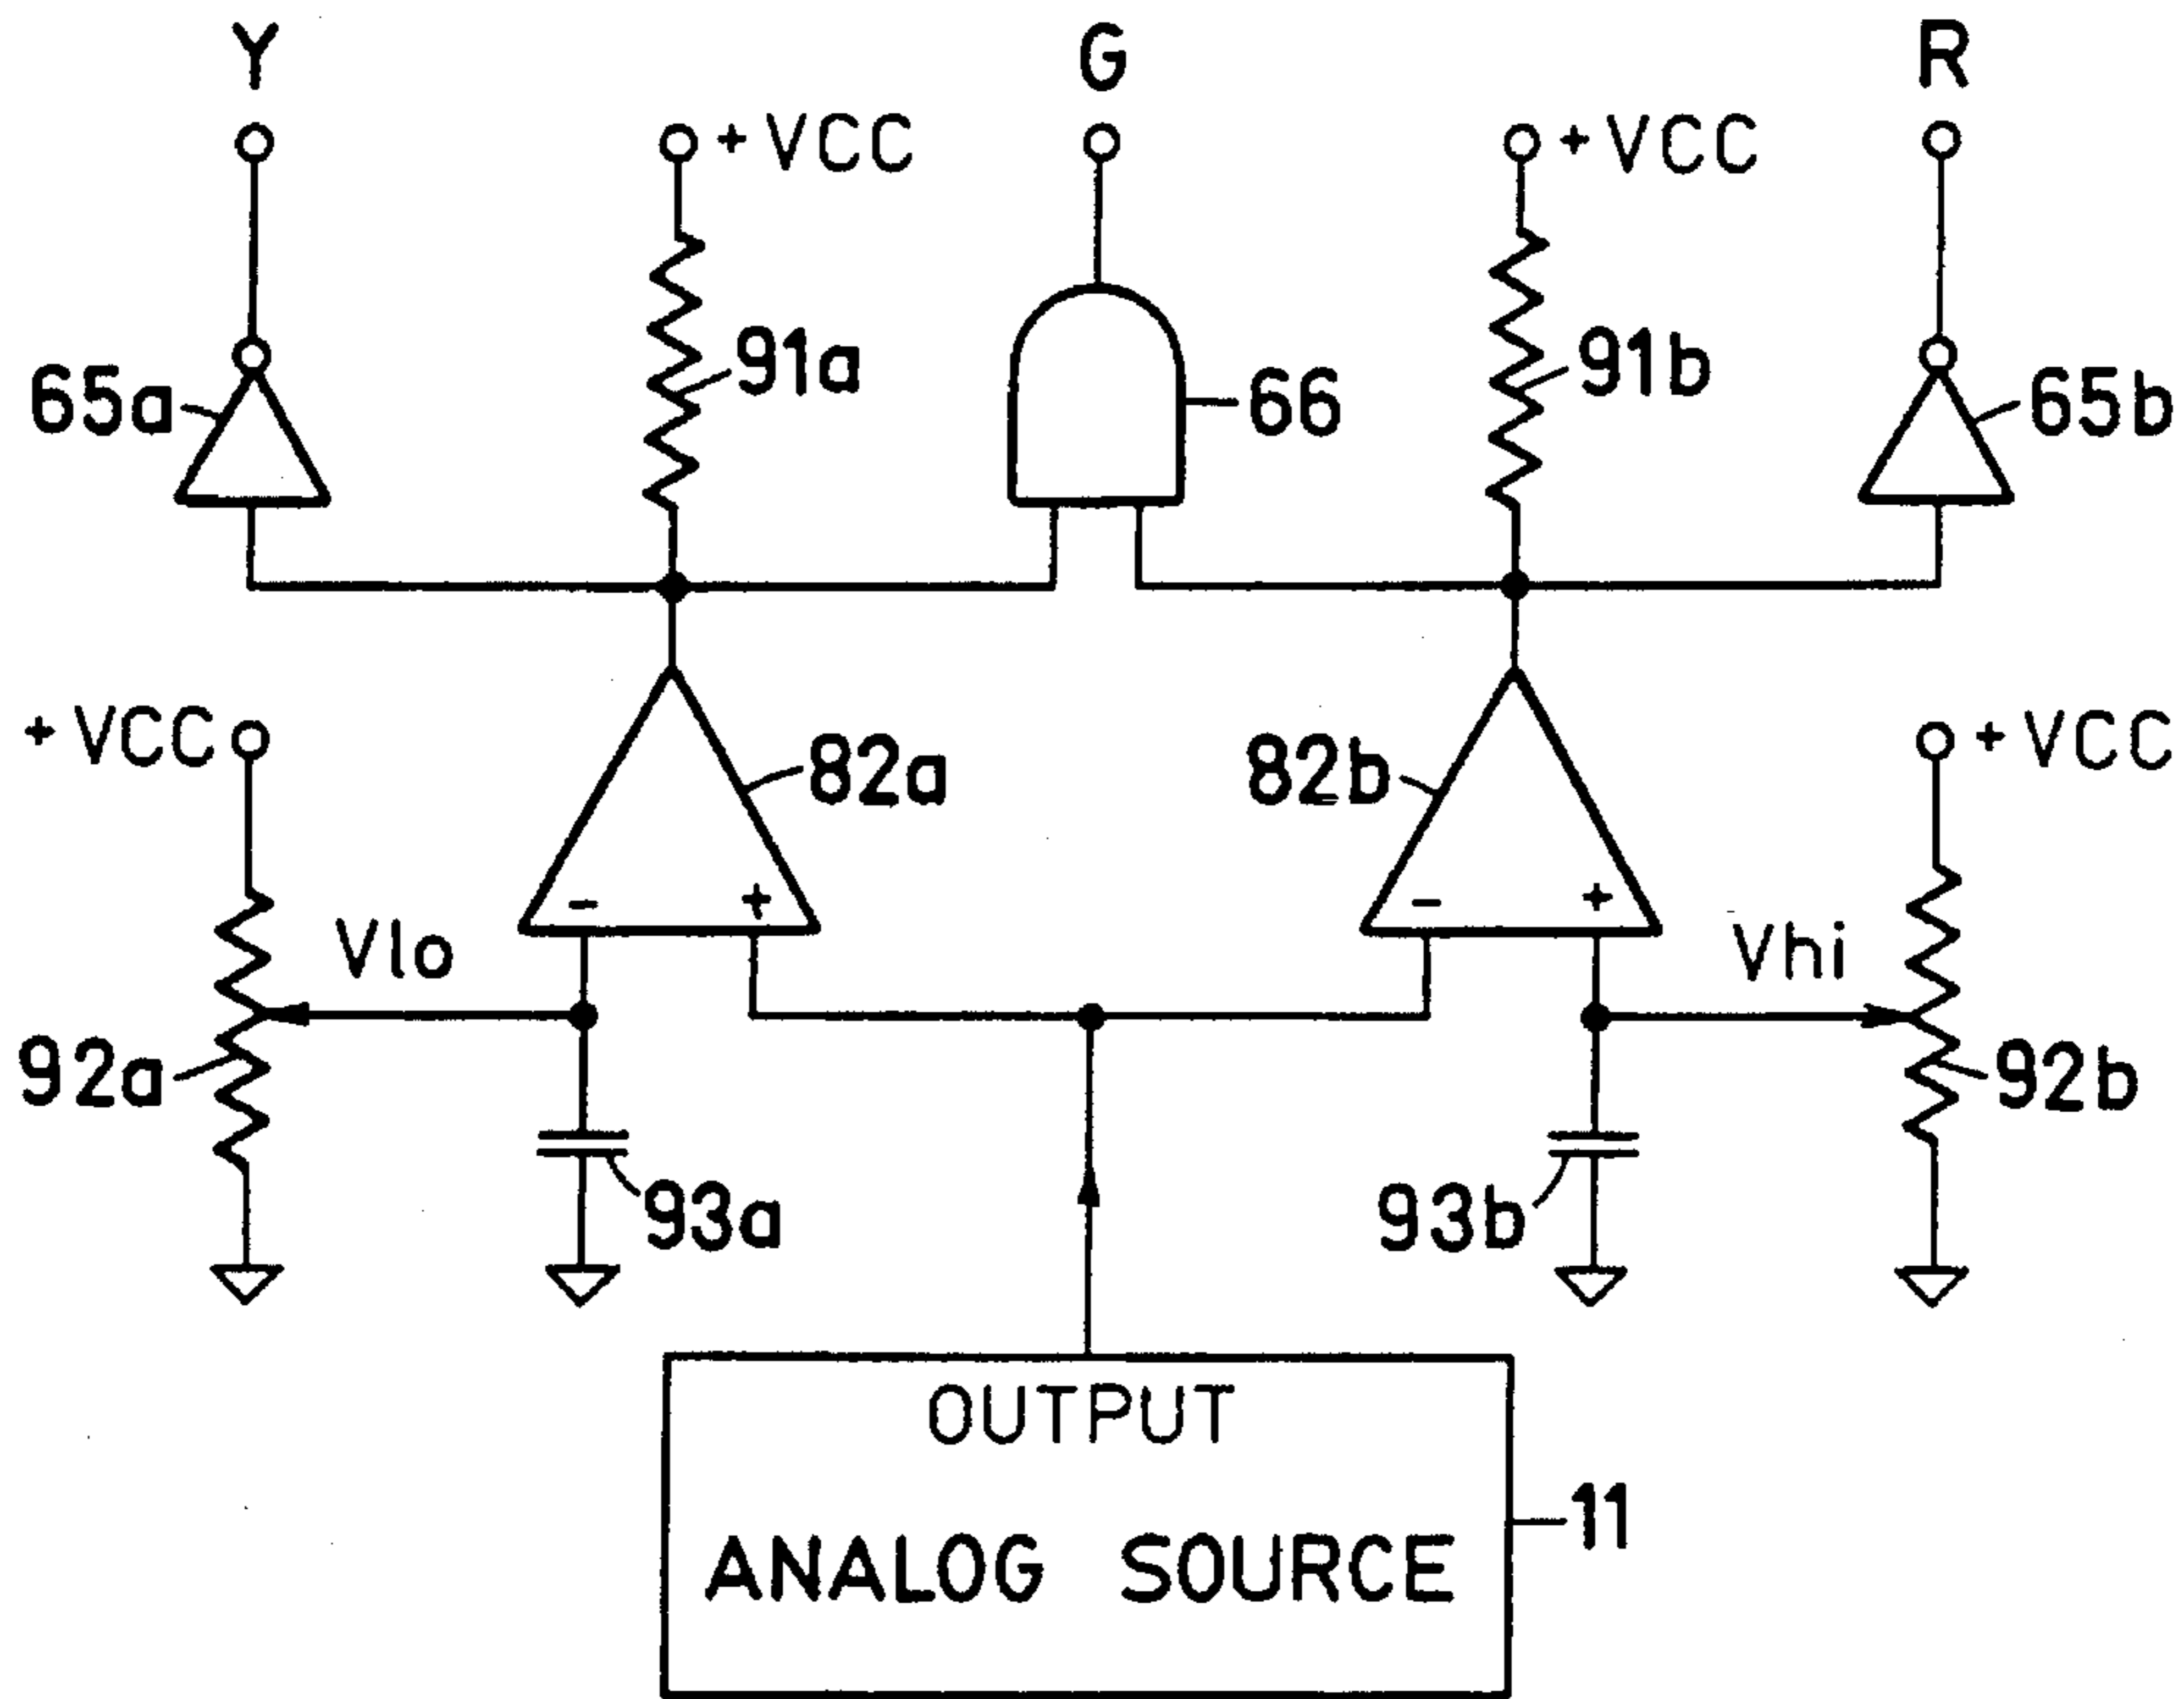 Y G R
+VCC +VCC
65a 91a 66 91b 65b
+VCC 82a 82b +VCC
- + - +
Vlo Vhi
92a 92b
93a 93b
OUTPUT
ANALOG SOURCE 11